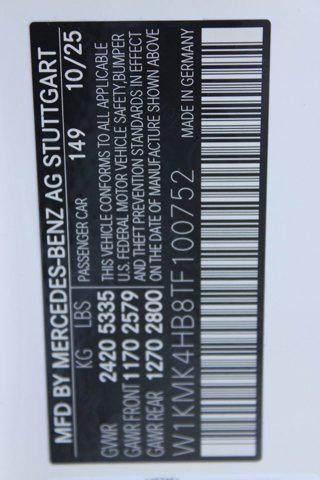 MFD BY MERCEDES-BENZ AG STUTTGART
KG LBS PASSENGER CAR 149 10/25
GVWR 2420 5335 THIS VEHICLE CONFORMS TO ALL APPLICABLE
GAWR FRONT 1170 2579 U.S. FEDERAL MOTOR VEHICLE SAFETY, BUMPER
GAWR REAR 1270 2800 AND THEFT PREVENTION STANDARDS IN EFFECT
ON THE DATE OF MANUFACTURE SHOWN ABOVE
W1KMK4HB8TF100752 MADE IN GERMANY